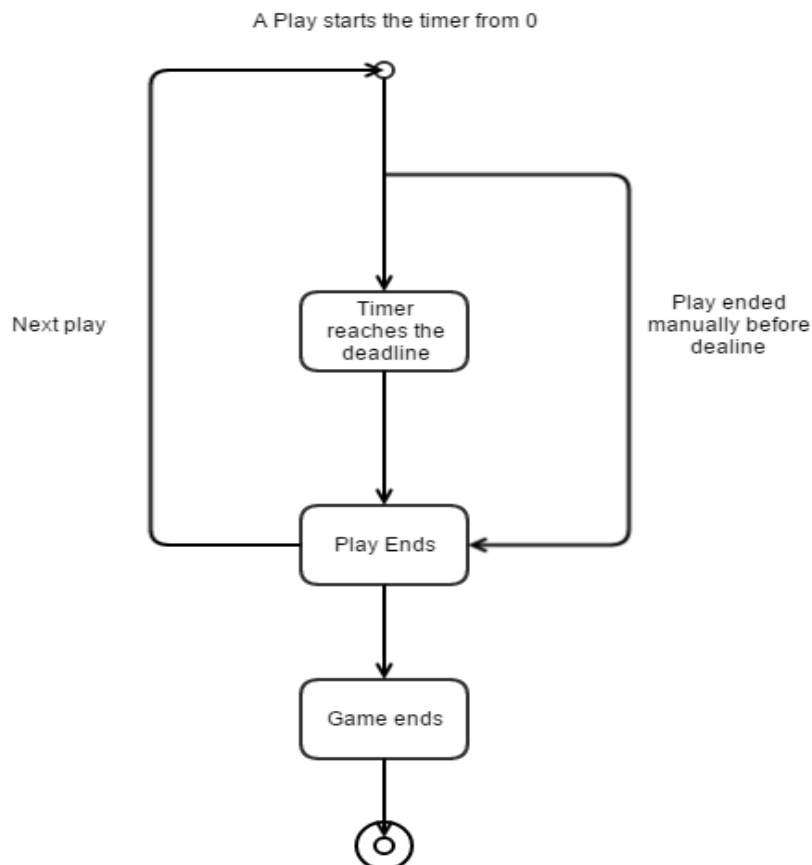 A Play starts the timer from 0
Timer
reaches the
deadline
Next play
Play ended
manually before
dealine
Play Ends
Game ends